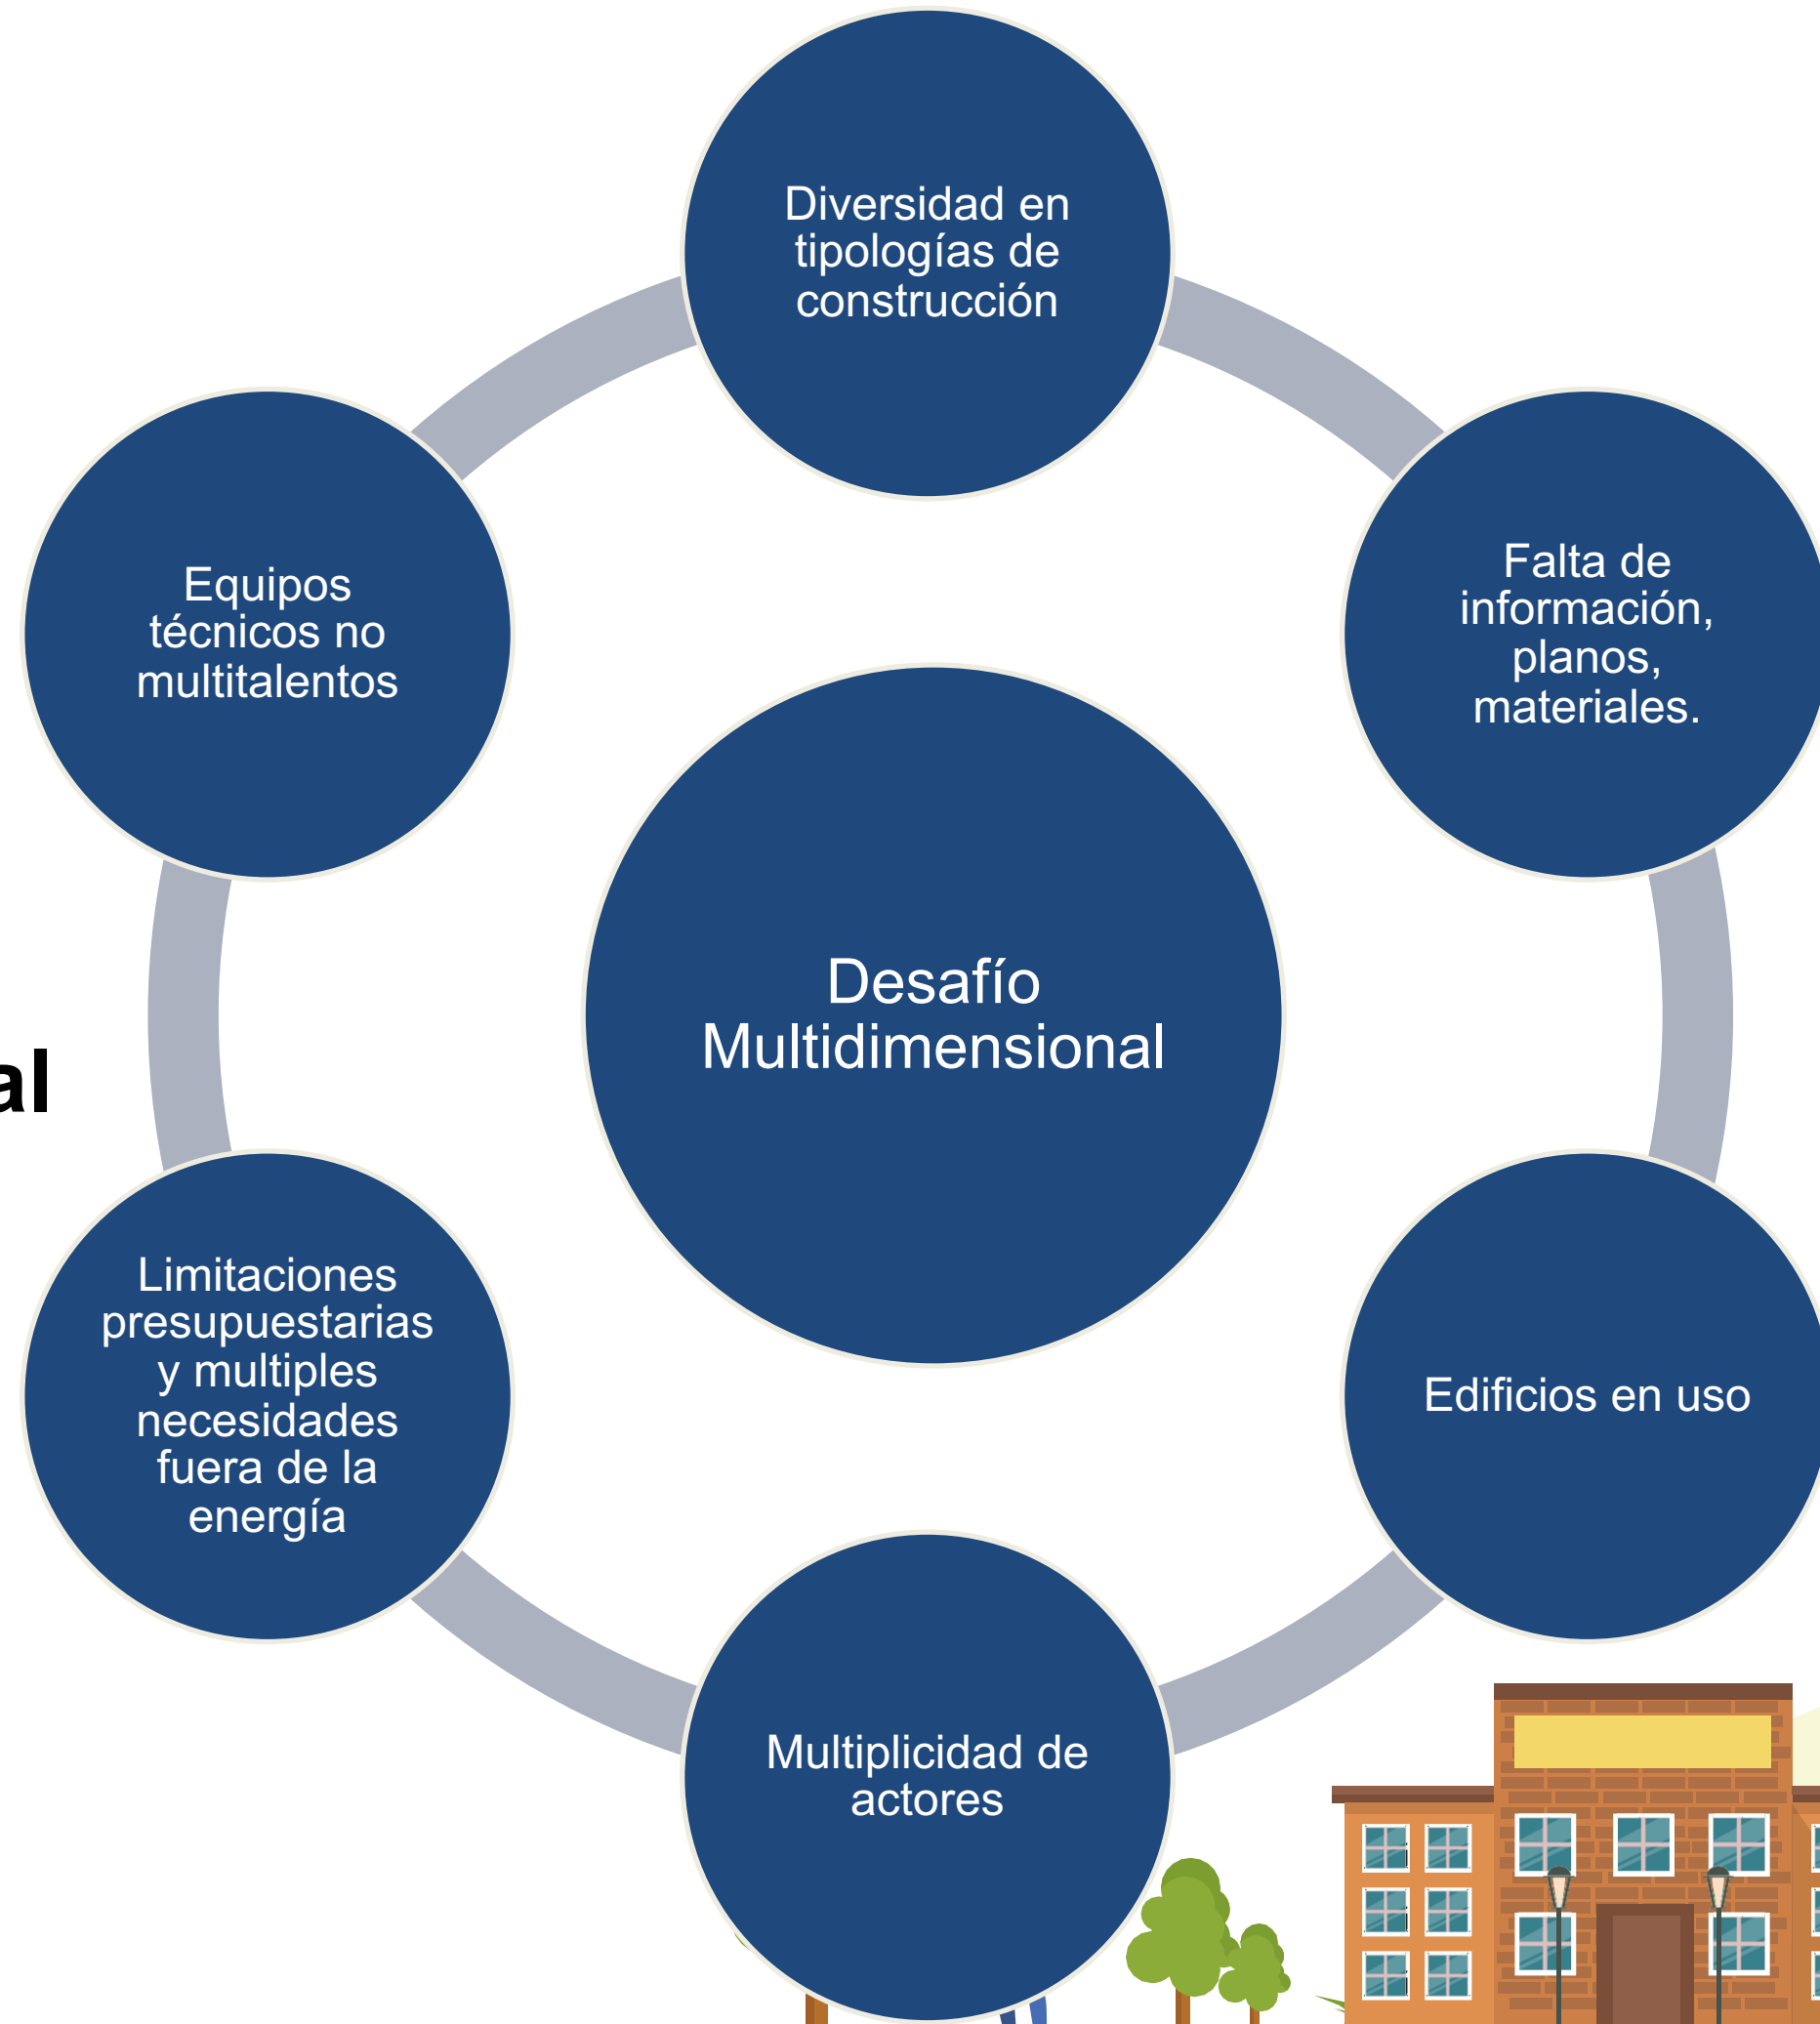 Diversidad en
tipologías de
construcción
Equipos
técnicos no
multitalentos
Falta de
información,
planos,
materiales.
Desafío
Multidimensional
al
Limitaciones
presupuestarias
y multiples
necesidades
fuera de la
energía
Edificios en uso
Multiplicidad de
actores